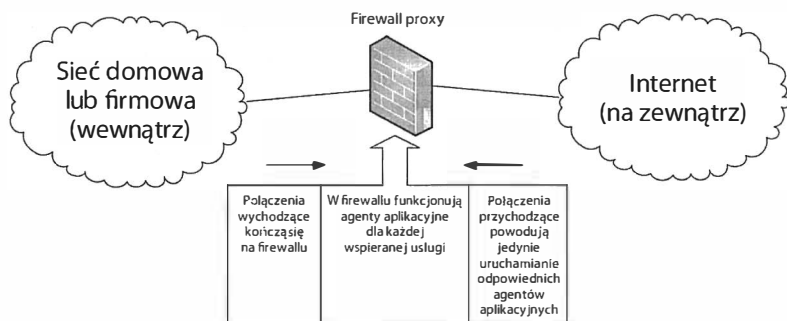 Firewall proxy
Sieć domowa
lub firmowa
(wewnątrz)
Internet
(na zewnątrz)
Połączenia
wychodzące
kończą się
na firewallu
W firewallu funkcjonują
agenty aplikacyjne
dla każdej
wspieranej usługi
Połączenia
przychodzące
powodują
jedynie
uruchamianie
odpowiednich
agentów
aplikacyjnych